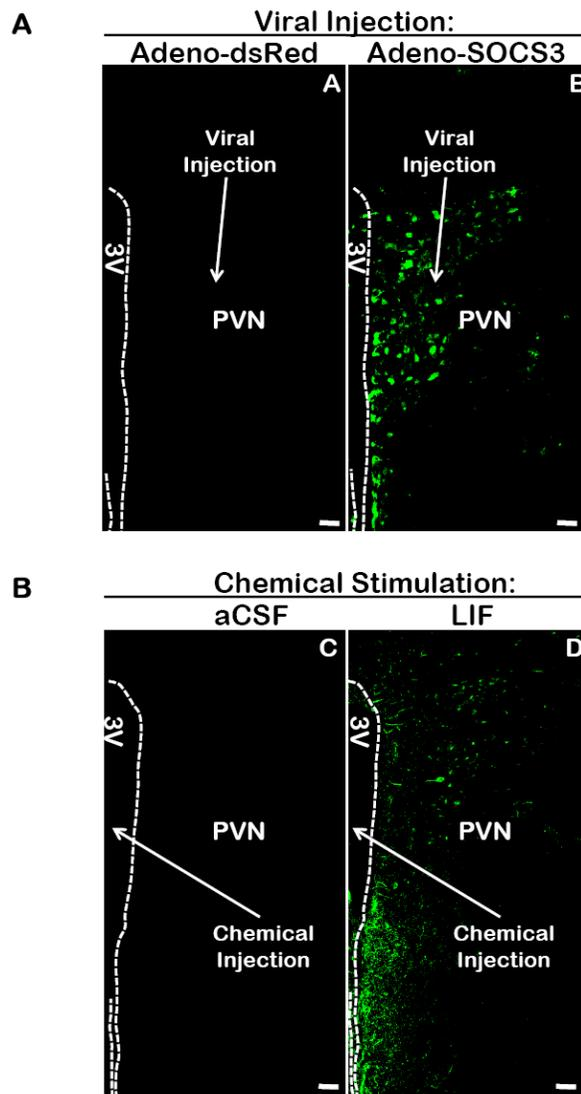 A
Viral Injection:
Adeno-dsRed Adeno-SOCS3
A B
Viral Viral
Injection Injection
3V 3V
PVN PVN
B
Chemical Stimulation:
aCSF LIF
C D
3V 3V
PVN PVN
Chemical Chemical
Injection Injection